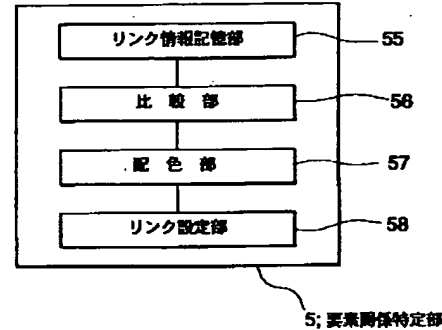 リンク情報記憶部 55
比較部 56
配色部 57
リンク設定部 58
5; 要素関係特定部